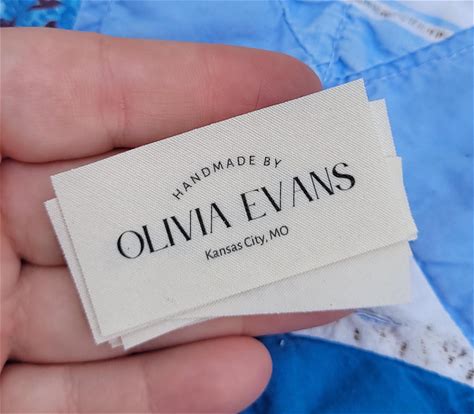 HANDMADE BY
OLIVIA EVANS
Kansas City, MO